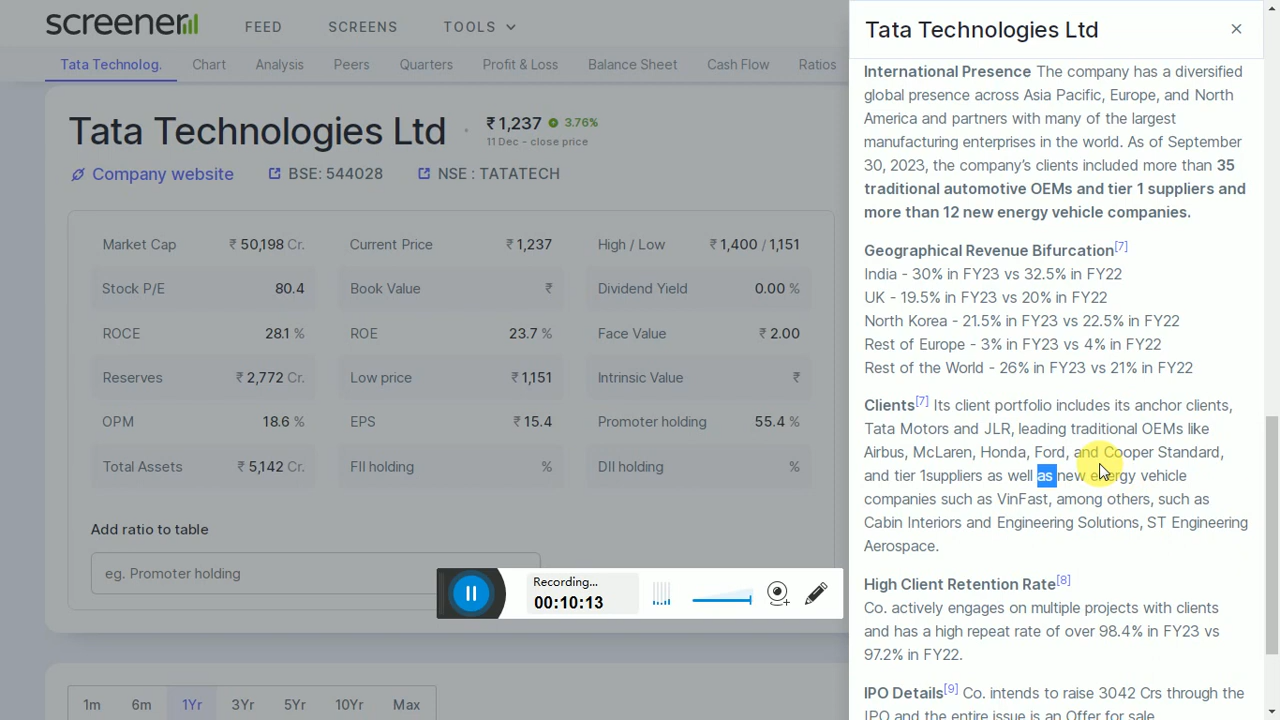 screener
FEED
SCREENS
TOOLS
Tata Technolog.
Chart
Analysis
Peers
Quarters
Profit & Loss
Balance Sheet
Cash Flow
Ratios
Tata Technologies Ltd
₹ 1,237 3.76%
11 Dec - close price
Company website
BSE: 544028
NSE : TATATECH
Market Cap ₹ 50,198 Cr.
Current Price ₹ 1,237
High / Low ₹ 1,400 / 1,151
Stock P/E 80.4
Book Value ₹
Dividend Yield 0.00 %
ROCE 28.1 %
ROE 23.7 %
Face Value ₹ 2.00
Reserves ₹ 2,772 Cr.
Low price ₹ 1,151
Intrinsic Value ₹
OPM 18.6 %
EPS ₹ 15.4
Promoter holding 55.4 %
Total Assets ₹ 5,142 Cr.
FII holding %
DII holding %
Add ratio to table
eg. Promoter holding
Recording...
00:10:13
1m 6m 1Yr 3Yr 5Yr 10Yr Max
Tata Technologies Ltd
International Presence The company has a diversified
global presence across Asia Pacific, Europe, and North
America and partners with many of the largest
manufacturing enterprises in the world. As of September
30, 2023, the company's clients included more than 35
traditional automotive OEMs and tier 1 suppliers and
more than 12 new energy vehicle companies.
Geographical Revenue Bifurcation[7]
India - 30% in FY23 vs 32.5% in FY22
UK - 19.5% in FY23 vs 20% in FY22
North Korea - 21.5% in FY23 vs 22.5% in FY22
Rest of Europe - 3% in FY23 vs 4% in FY22
Rest of the World - 26% in FY23 vs 21% in FY22
Clients[7] Its client portfolio includes its anchor clients,
Tata Motors and JLR, leading traditional OEMs like
Airbus, McLaren, Honda, Ford, and Cooper Standard,
and tier 1suppliers as well as new energy vehicle
companies such as VinFast, among others, such as
Cabin Interiors and Engineering Solutions, ST Engineering
Aerospace.
High Client Retention Rate[8]
Co. actively engages on multiple projects with clients
and has a high repeat rate of over 98.4% in FY23 vs
97.2% in FY22.
IPO Details[9] Co. intends to raise 3042 Crs through the
IPO and the entire issue is an Offer for sale